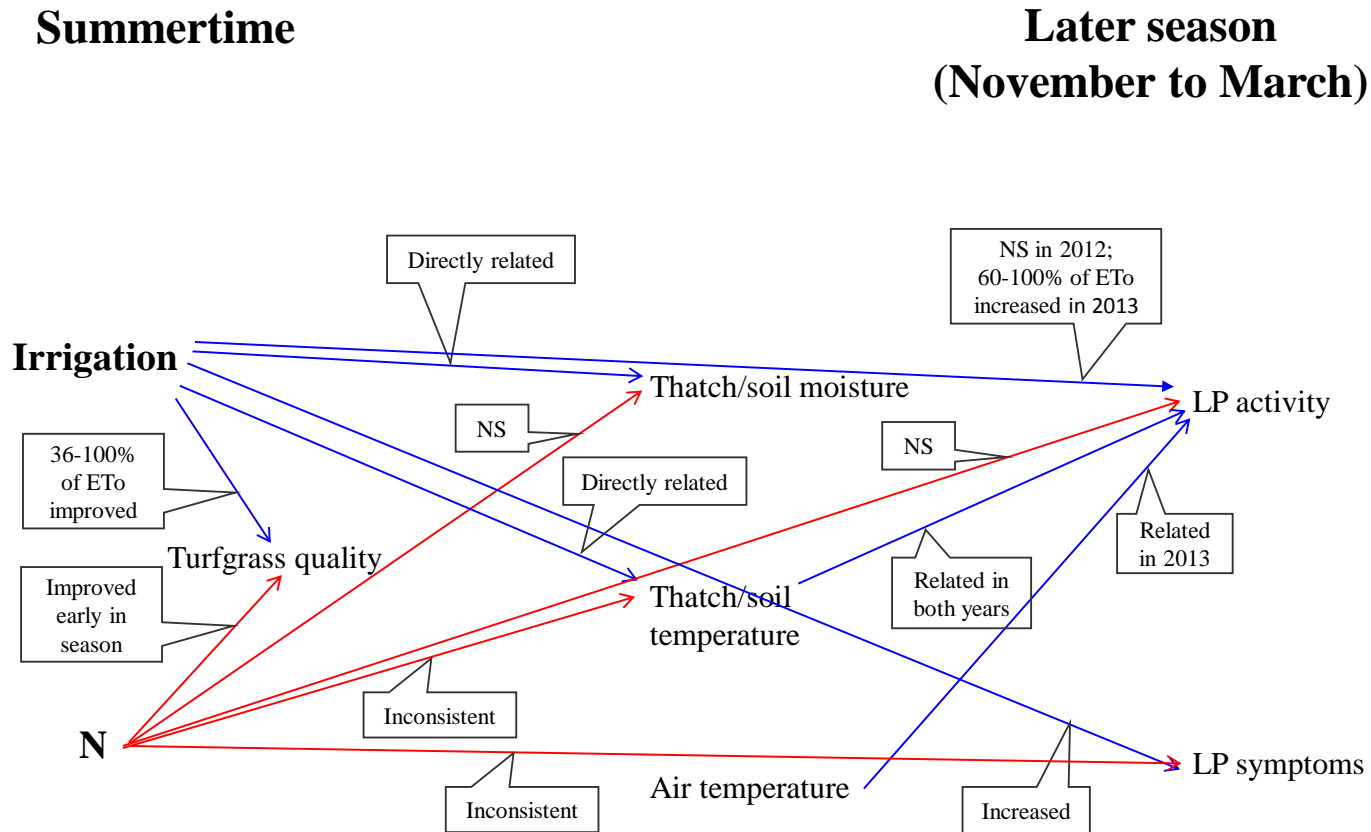 Summertime
Later season
(November to March)
Directly related
NS in 2012;
60-100% of ETo
increased in 2013
Irrigation
Thatch/soil moisture
LP activity
NS
NS
36-100%
of ETo
improved
Directly related
Related
in 2013
Turfgrass quality
Improved
early in
season
Thatch/soil
temperature
Related in
both years
Inconsistent
N
Inconsistent
Air temperature
Increased
LP symptoms